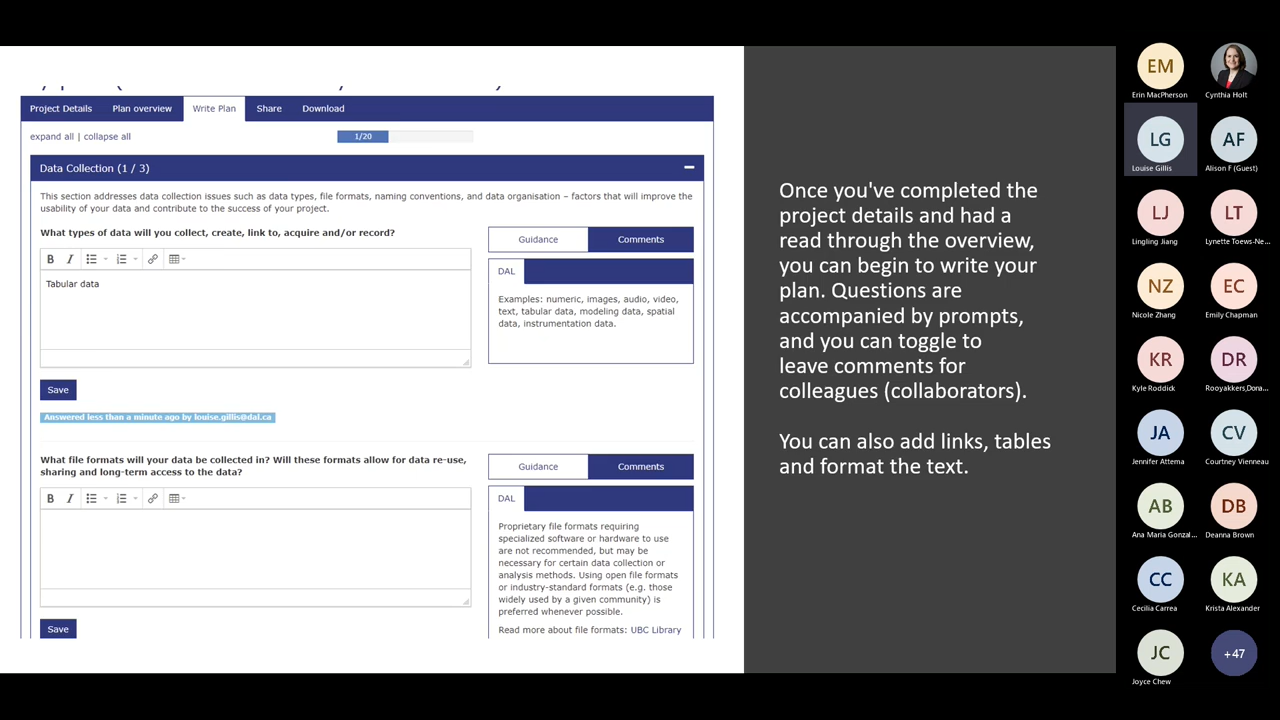 Project Details Plan overview Write Plan Share Download
expand all | collapse all
1/20
Data Collection (1 / 3)
This section addresses data collection issues such as data types, file formats, naming conventions, and data organisation – factors that will improve the
usability of your data and contribute to the success of your project.
What types of data will you collect, create, link to, acquire and/or record?
B I
Tabular data
Save
Answered less than a minute ago by louise.gillis@dal.ca
Guidance Comments
DAL
Examples: numeric, images, audio, video,
text, tabular data, modeling data, spatial
data, instrumentation data.
What file formats will your data be collected in? Will these formats allow for data re-use,
sharing and long-term access to the data?
B I
Save
Guidance Comments
DAL
Proprietary file formats requiring
specialized software or hardware to use
are not recommended, but may be
necessary for certain data collection or
analysis methods. Using open file formats
or industry-standard formats (e.g. those
widely used by a given community) is
preferred whenever possible.
Read more about file formats: UBC Library
Once you've completed the
project details and had a
read through the overview,
you can begin to write your
plan. Questions are
accompanied by prompts,
and you can toggle to
leave comments for
colleagues (collaborators).
You can also add links, tables
and format the text.
EM
Erin MacPherson Cynthia Holt
LG AF
Louise Gillis Alison F (Guest)
LJ LT
Lingling Jiang Lynette Toews-Ne...
NZ EC
Nicole Zhang Emily Chapman
KR DR
Kyle Roddick Rooyakkers,Dona...
JA CV
Jennifer Attema Courtney Vienneau
AB DB
Ana Maria Gonzal... Deanna Brown
CC KA
Cecilia Carrea Krista Alexander
JC +47
Joyce Chew